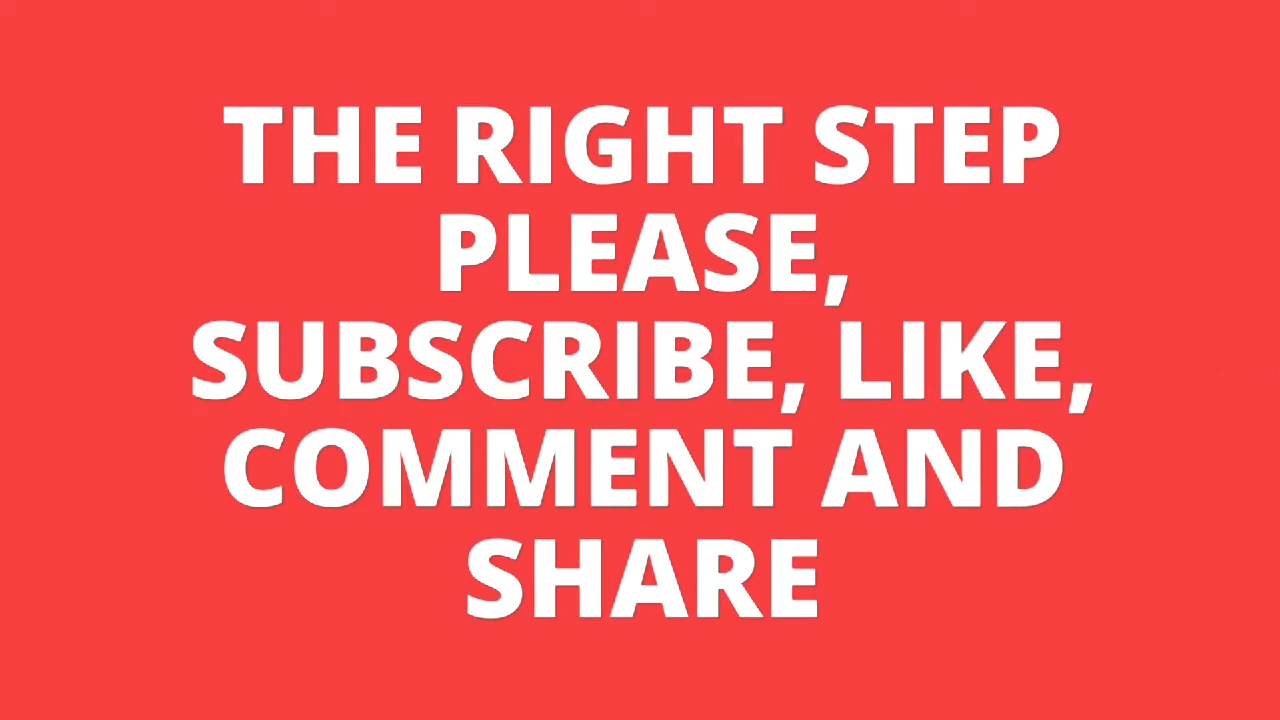 THE RIGHT STEP
PLEASE,
SUBSCRIBE, LIKE,
COMMENT AND
SHARE